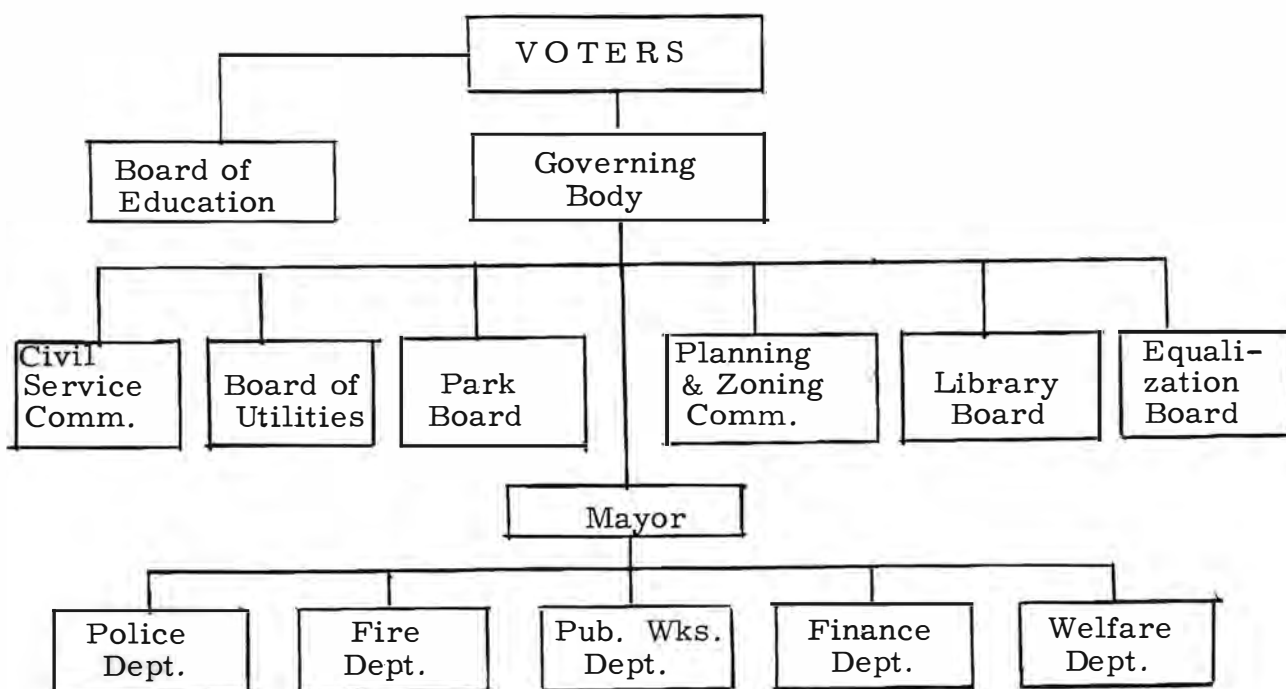 VOTERS
Board of
Education
Governing
Body
Civil
Service
Comm.
Board of
Utilities
Park
Board
Planning
& Zoning
Comm.
Library
Board
Equali-
zation
Board
Mayor
Police
Dept.
Fire
Dept.
Pub. Wks.
Dept.
Finance
Dept.
Welfare
Dept.